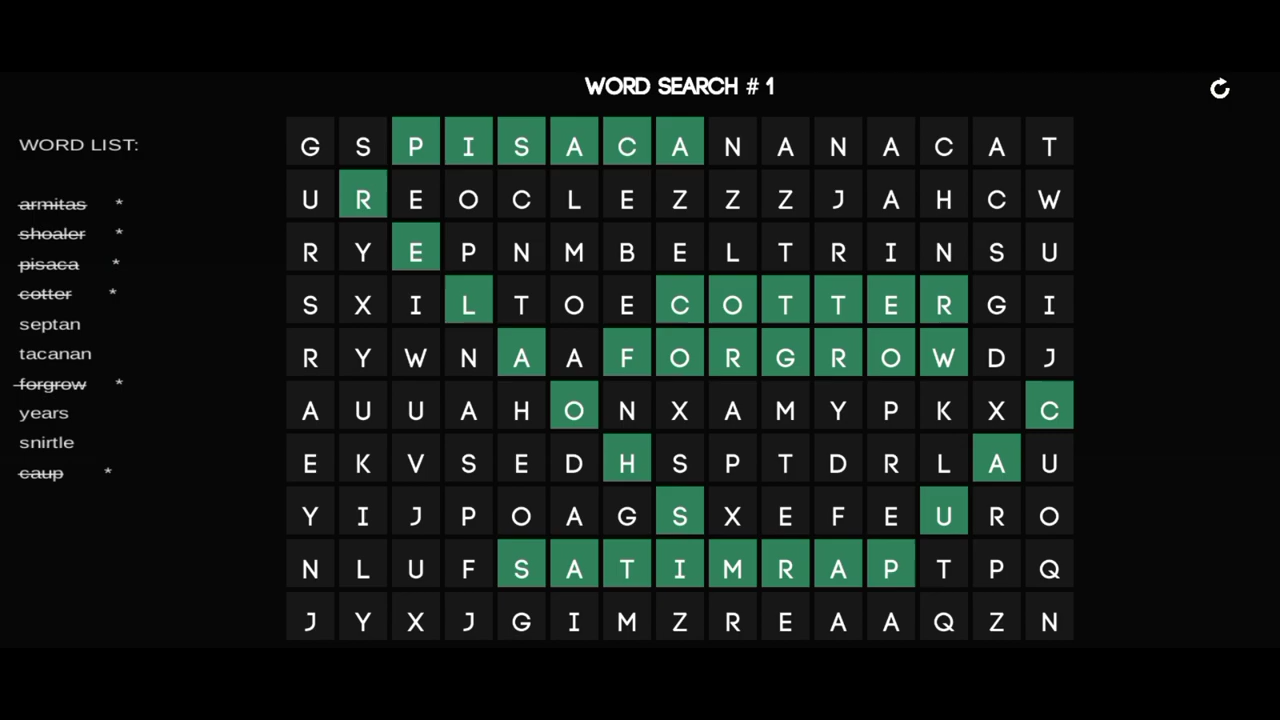 WORD SEARCH # 1
WORD LIST:
armitas *
shoaler *
pisaca *
cotter *
septan
tacanan
forgrow *
years
snirtle
caup *
G S P I S A C A N A N A C A T
U R E O C L E Z Z Z J A H C W
R Y E P N M B E L T R I N S U
S X I L T O E C O T T E R G I
R Y W N A A F O R G R O W D J
A U U A H O N X A M Y P K X C
E K V S E D H S P T D R L A U
Y I J P O A G S X E F E U R O
N L U F S A T I M R A P T P Q
J Y X J G I M Z R E A A Q Z N